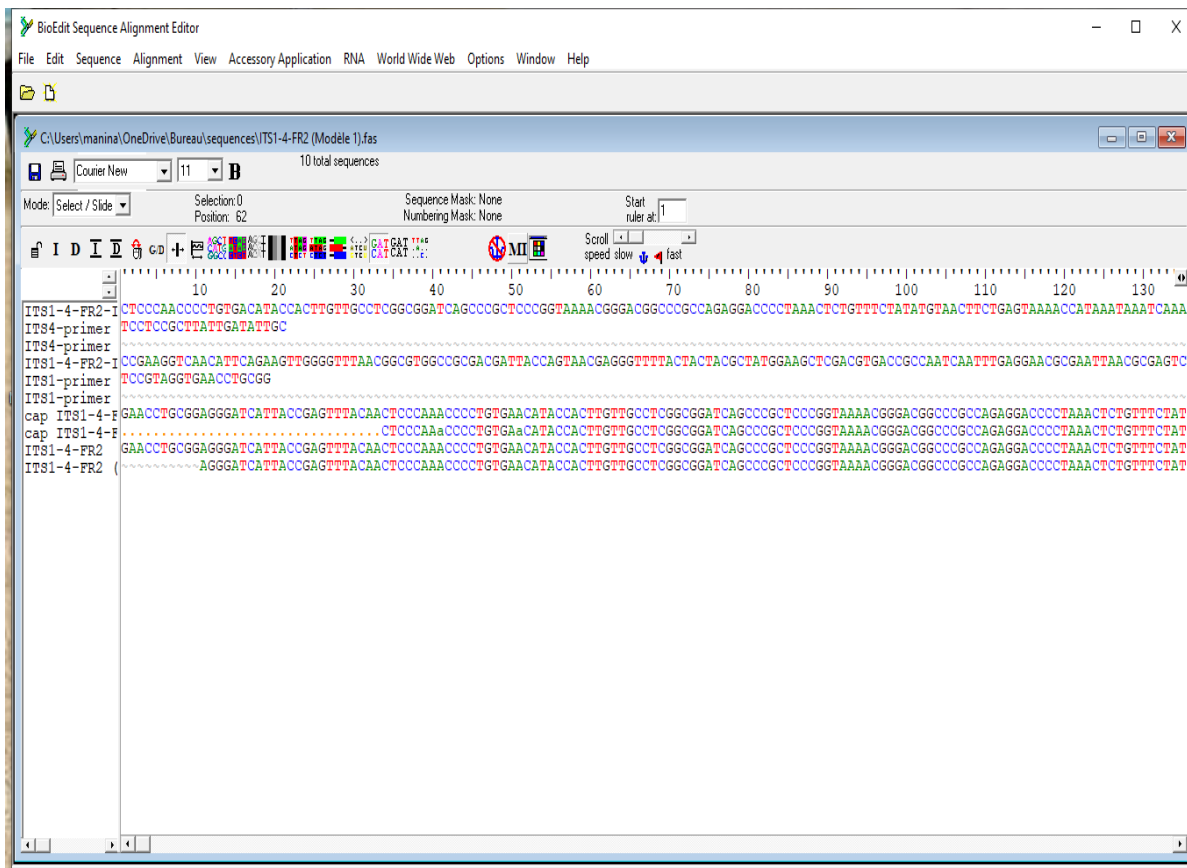 BioEdit Sequence Alignment Editor
File Edit Sequence Alignment View Accessory Application RNA World Wide Web Options Window Help
C:\Users\manina\OneDrive\Bureau\sequences\ITS1-4-FR2 (Modèle 1).fas
Courier New 11 B 10 total sequences
Mode: Select / Slide Selection: 0 Sequence Mask: None Start
Position: 62 Numbering Mask: None ruler at: 1
I D I D G/D GAT GAT MI Scroll
CAT CAT speed slow fast
10 20 30 40 50 60 70 80 90 100 110 120 130
ITS1-4-FR2-I CTCCCAACCCCTGTGACATACCACTTGTTGCCTCGGCGGATCAGCCCGCTCCCGGTAAAACGGGACGGCCCGCCAGAGGACCCCTAAACTCTGTTTCTATATGTAACTTCTGAGTAAAACCATAAATAAATCAAA
ITS4-primer TCCTCCGCTTATTGATATTGC
ITS4-primer ~~~~~~~~~~~~~~~~~~~~~~~~~~~~~~~~~~~~~~~~
ITS1-4-FR2-I CCGAAGGTCAACATTCAGAAGTTGGGGTTTAACGGCGTGGCCGCGACGATTACCAGTAACGAGGGTTTTACTACTACGCTATGGAAGCTCGACGTGACCGCCAATCAATTTGAGGAACGCGAATTAACGCGAGTC
ITS1-primer TCCGTAGGTGAACCTGCGG
ITS1-primer ~~~~~~~~~~~~~~~~~~~~~~~~~~~~~~~~~~~~~~~~
cap ITS1-4-F GAACCTGCGGAGGGATCATTACCGAGTTTACAACTCCCAAACCCCTGTGAACATACCACTTGTTGCCTCGGCGGATCAGCCCGCTCCCGGTAAAACGGGACGGCCCGCCAGAGGACCCCTAAACTCTGTTTCTAT
cap ITS1-4-F .................................CTCCCAAaCCCCTGTGAaCATACCACTTGTTGCCTCGGCGGATCAGCCCGCTCCCGGTAAAACGGGACGGCCCGCCAGAGGACCCCTAAACTCTGTTTCTAT
ITS1-4-FR2 GAACCTGCGGAGGGATCATTACCGAGTTTACAACTCCCAAACCCCTGTGAACATACCACTTGTTGCCTCGGCGGATCAGCCCGCTCCCGGTAAAACGGGACGGCCCGCCAGAGGACCCCTAAACTCTGTTTCTAT
ITS1-4-FR2 ( ~~~~~~~~~~AGGGATCATTACCGAGTTTACAACTCCCAAACCCCTGTGAACATACCACTTGTTGCCTCGGCGGATCAGCCCGCTCCCGGTAAAACGGGACGGCCCGCCAGAGGACCCCTAAACTCTGTTTCTAT